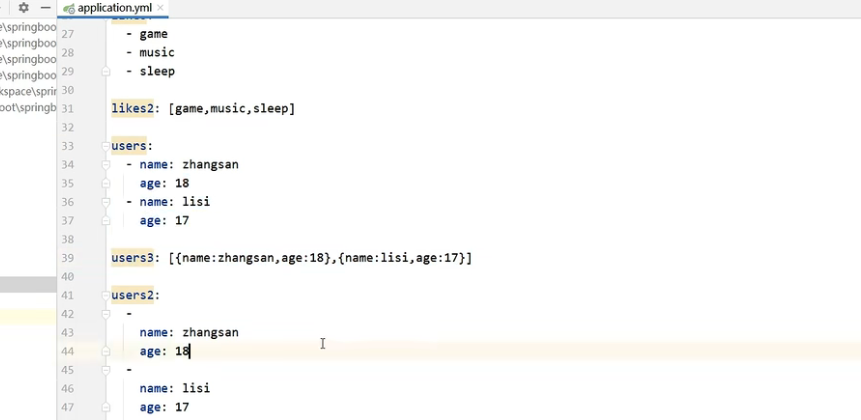 application.yml
e\springboo
e\springboo
e\springboo
e\springboo
kspace\sprin
oot\springb
27 - game
28 - music
29 - sleep
30
31 likes2: [game,music,sleep]
32
33 users:
34 - name: zhangsan
35 age: 18
36 - name: lisi
37 age: 17
38
39 users3: [{name:zhangsan,age:18},{name:lisi,age:17}]
40
41 users2:
42 -
43 name: zhangsan
44 age: 18
45 -
46 name: lisi
47 age: 17